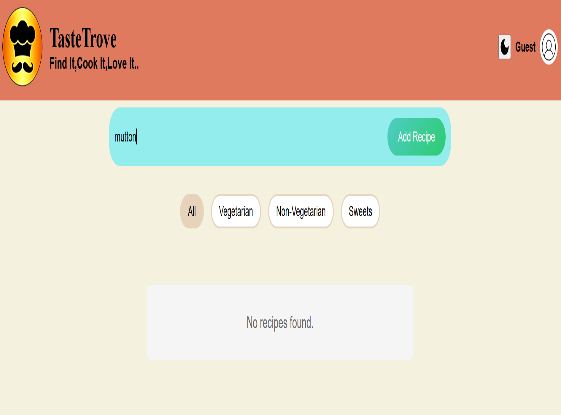 TasteTrove
Find It,Cook It,Love It..
Guest
mutton
Add Recipe
All
Vegetarian
Non-Vegetarian
Sweets
No recipes found.